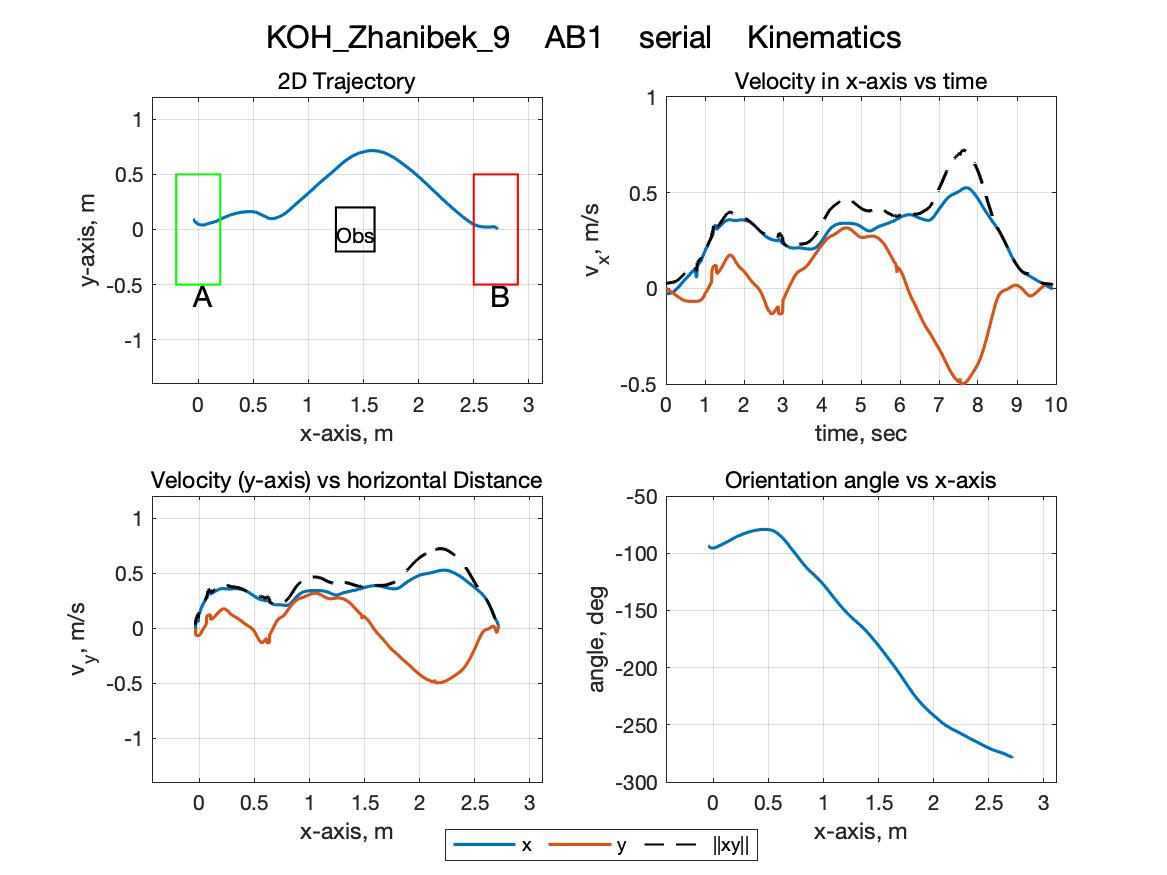 KOH_Zhanibek_9 AB1 serial Kinematics
2D Trajectory
1
0.5
0
-0.5
-1
y-axis, m
Obs
A
B
0 0.5 1 1.5 2 2.5 3
x-axis, m
Velocity in x-axis vs time
1
0.5
0
-0.5
v_x, m/s
0 1 2 3 4 5 6 7 8 9 10
time, sec
Velocity (y-axis) vs horizontal Distance
1
0.5
0
-0.5
-1
v_y, m/s
0 0.5 1 1.5 2 2.5 3
x-axis, m
Orientation angle vs x-axis
-50
-100
-150
-200
-250
-300
angle, deg
0 0.5 1 1.5 2 2.5 3
x-axis, m
x y ||xy||